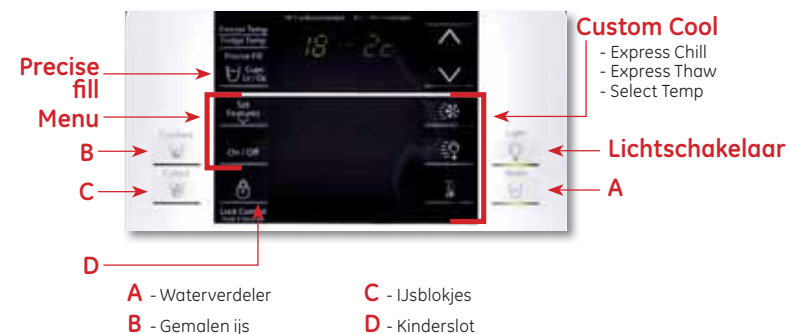 Custom Cool
- Express Chill
- Express Thaw
- Select Temp
Freezer Temp
Fridge Temp
18
Precise Fill
Precise
fill
Cups
Menu
Set
Features
On / Off
Crushed
B
Light
Lichtschakelaar
C
Cubed
Water
A
Lock Control
D
A - Waterverdeler
C - IJsblokjes
B - Gemalen ijs
D - Kinderslot